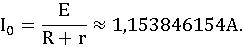 I₀ = E / (R + r) ≈ 1,153846154A.